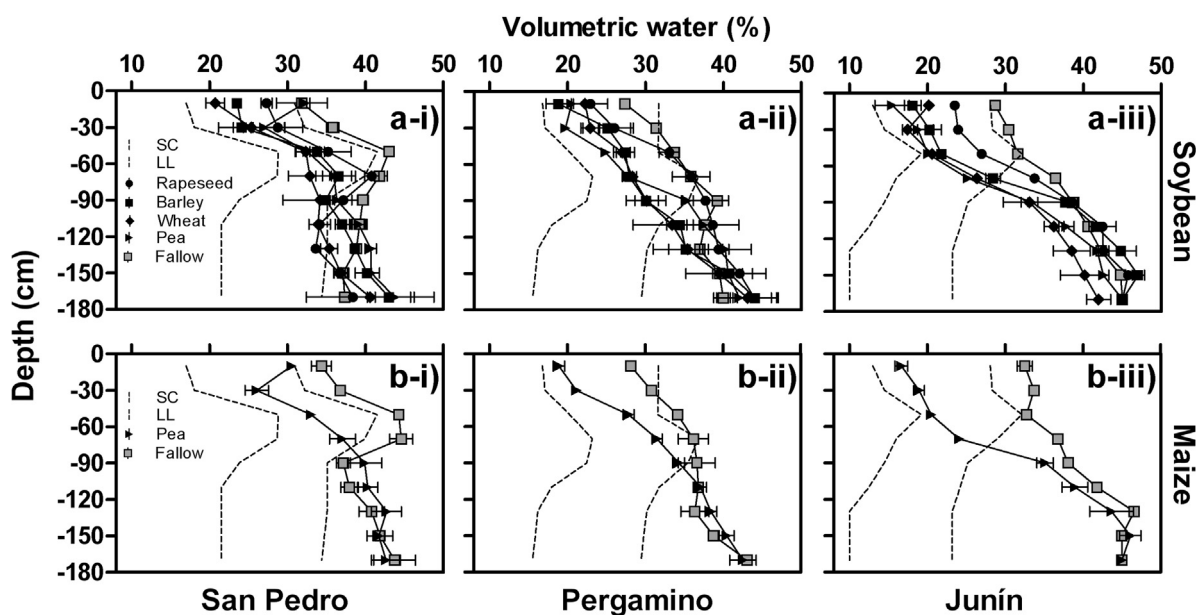 Volumetric water (%)
10 20 30 40 50 10 20 30 40 50 10 20 30 40 50
0
-30
-60
-90
-120
-150
-180
a-i)
SC
LL
Rapeseed
Barley
Wheat
Pea
Fallow
a-ii)
a-iii)
Soybean
Depth (cm)
0
-30
-60
-90
-120
-150
-180
b-i)
SC
LL
Pea
Fallow
b-ii)
b-iii)
Maize
San Pedro Pergamino Junín